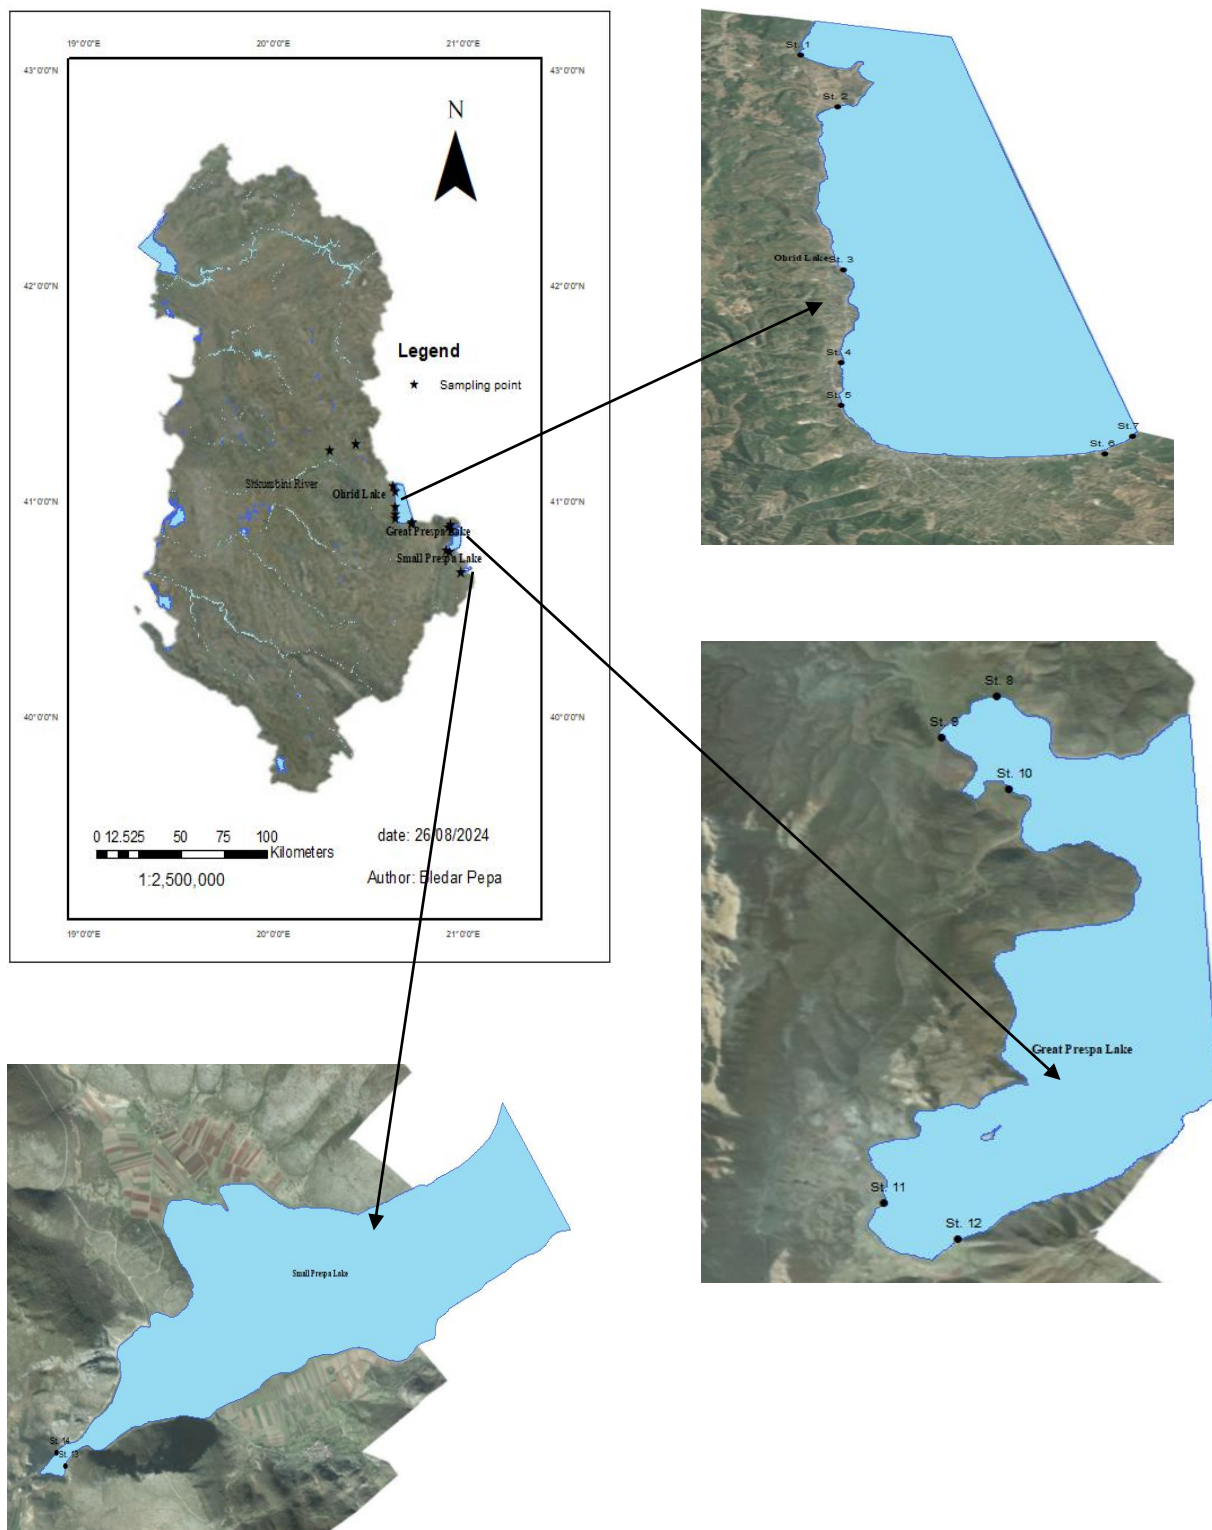 19°0'0"E 20°0'0"E 21°0'0"E
43°0'0"N 43°0'0"N
N
42°0'0"N 42°0'0"N
Legend
Sampling point
Shkumbini River
Ohrid Lake
41°0'0"N 41°0'0"N
Great Prespa Lake
Small Prespa Lake
40°0'0"N 40°0'0"N
0 12.525 50 75 100
Kilometers
1:2,500,000
date: 26/08/2024
Author: Bledar Pepa
19°0'0"E 20°0'0"E 21°0'0"E
St. 1
St. 2
Ohrid Lake
St. 3
St. 4
St. 5
St. 6
St.7
St. 8
St. 9
St. 10
Great Prespa Lake
St. 11
St. 12
Small Prespa Lake
St. 14
St. 13